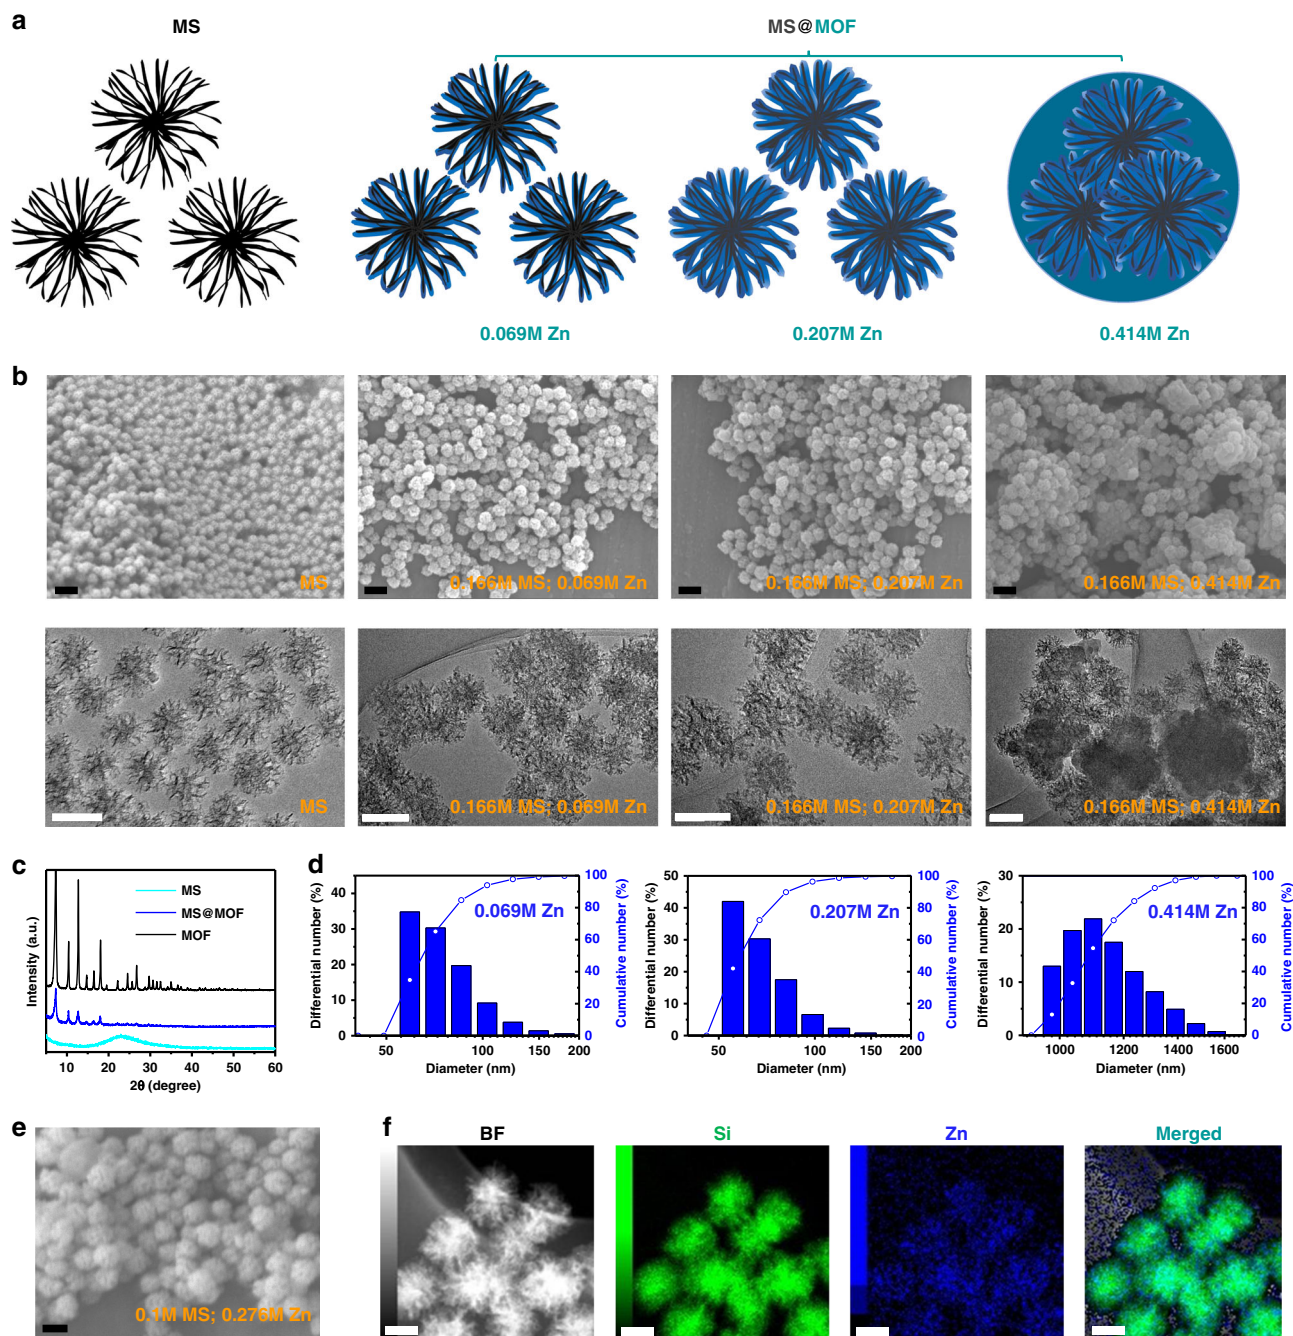 a
MS
MS@MOF
0.069M Zn
0.207M Zn
0.414M Zn
b
MS
0.166M MS; 0.069M Zn
0.166M MS; 0.207M Zn
0.166M MS; 0.414M Zn
MS
0.166M MS; 0.069M Zn
0.166M MS; 0.207M Zn
0.166M MS; 0.414M Zn
c
MS
MS@MOF
MOF
Intensity (a.u.)
10 20 30 40 50 60
2θ (degree)
d
Differential number (%)
40
30
20
10
0
0.069M Zn
100
80
60
40
20
0
Cumulative number (%)
50 100 150 200
Diameter (nm)
Differential number (%)
50
40
30
20
10
0
0.207M Zn
100
80
60
40
20
0
Cumulative number (%)
50 100 150 200
Diameter (nm)
Differential number (%)
30
20
10
0
0.414M Zn
100
80
60
40
20
0
Cumulative number (%)
1000 1200 1400 1600
Diameter (nm)
e
0.1M MS; 0.276M Zn
f
BF
Si
Zn
Merged